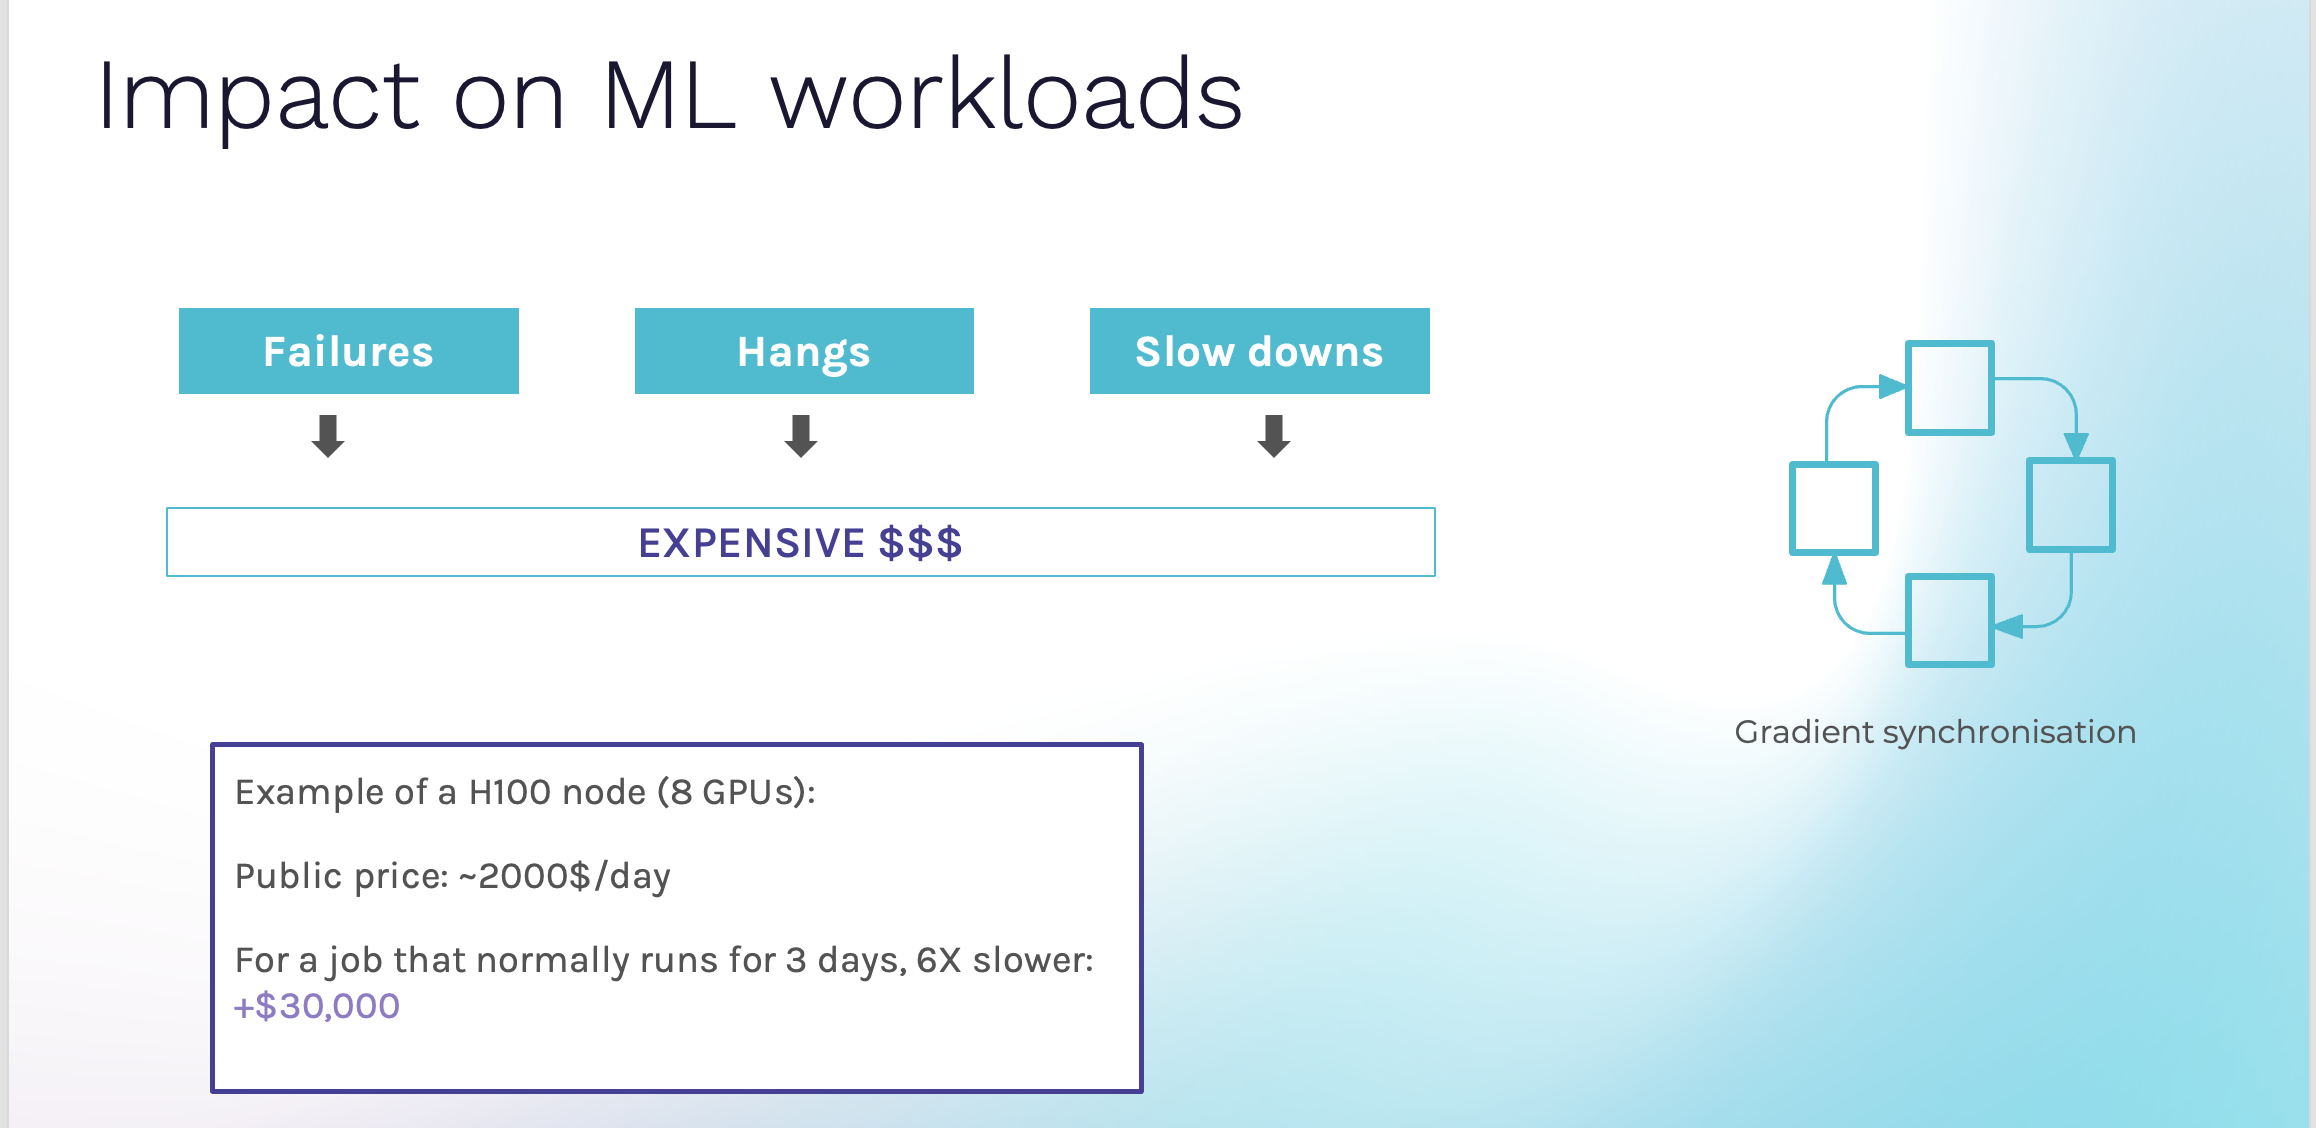 Impact on ML workloads
Failures
Hangs
Slow downs
EXPENSIVE $$$
Gradient synchronisation
Example of a H100 node (8 GPUs):
Public price: ~2000$/day
For a job that normally runs for 3 days, 6X slower:
+$30,000